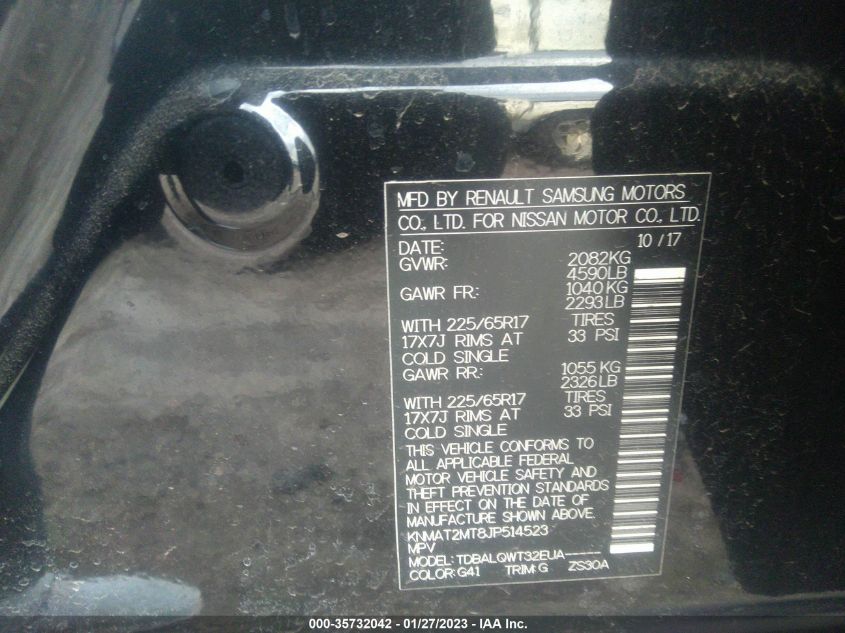 MFD BY RENAULT SAMSUNG MOTORS
CO., LTD. FOR NISSAN MOTOR CO., LTD.
DATE: 10/17
GVWR: 2082KG
4590LB
GAWR FR.: 1040KG
2293LB
WITH 225/65R17 TIRES
17X7J RIMS AT 33 PSI
COLD SINGLE
GAWR RR.: 1055KG
2326LB
WITH 225/65R17 TIRES
17X7J RIMS AT 33 PSI
COLD SINGLE
THIS VEHICLE CONFORMS TO
ALL APPLICABLE FEDERAL
MOTOR VEHICLE SAFETY AND
THEFT PREVENTION STANDARDS
IN EFFECT ON THE DATE OF
MANUFACTURE SHOWN ABOVE.
KNMAT2MT8JP514523
MPV
MODEL: TDBALQWT32EUA-----
COLOR: G41 TRIM: G ZS30A
000-35732042 - 01/27/2023 - IAA Inc.